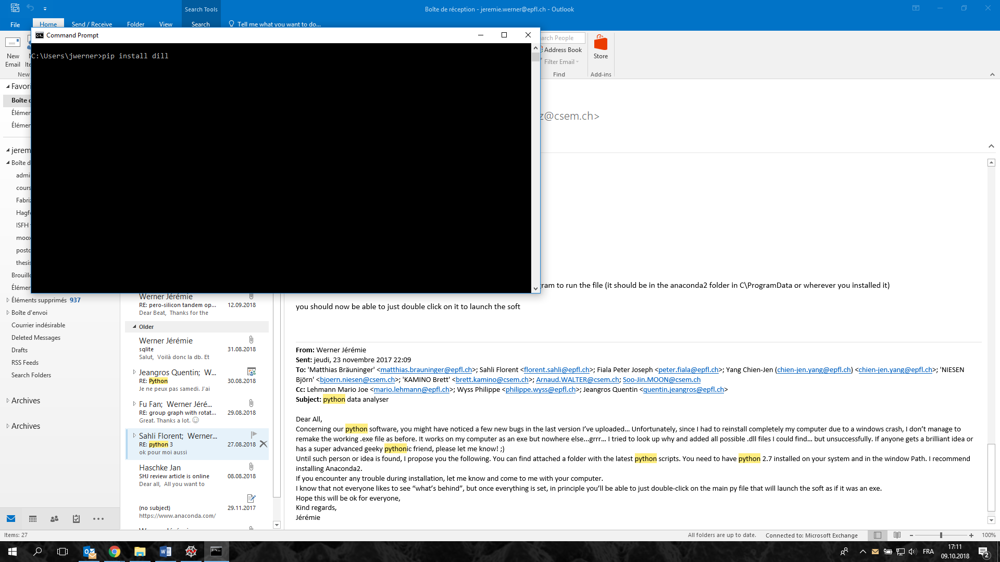 Search Tools
Boîte de réception - jeremie.werner@epfl.ch - Outlook
File
Home
Send / Receive
Folder
View
Search
Tell me what you want to do...
Command Prompt
C:\Users\jwerner>pip install dill
New
Email
New
Search People
Address Book
Filter Email
Find
Store
Add-ins
Favori
Boîte d
Élémen
Élémen
z@csem.ch>
jerem
Boîte d
admi
cours
Fabriz
Hagfe
ISFH
moox
postd
thesis
Brouillo
Élémen
Éléments supprimés 937
Boîte d'envoi
Courrier indésirable
Deleted Messages
Drafts
RSS Feeds
Search Folders
Archives
Archives
Werner Jérémie
RE: pero-silicon tandem op... 12.09.2018
Dear Beat, Thanks for the
Older
Werner Jérémie
sqlite 31.08.2018
Salut, Voilà donc la db. Et
Jeangros Quentin; W...
RE: Python 30.08.2018
Je ne peux pas samedi. J'ai
Fu Fan; Werner Jéré...
RE: group graph with rotat... 29.08.2018
Great. Thanks a lot. ☺
Sahli Florent; Werner...
RE: python 3 27.08.2018
ok pour moi aussi
Haschke Jan
SHJ review article is online 08.08.2018
Dear all, All you want to
(no subject) 29.11.2017
https://www.anaconda.com/
ram to run the file (it should be in the anaconda2 folder in C\ProgramData or wherever you installed it)
you should now be able to just double click on it to launch the soft
From: Werner Jérémie
Sent: jeudi, 23 novembre 2017 22:09
To: 'Matthias Bräuninger' <matthias.brauninger@epfl.ch>; Sahli Florent <florent.sahli@epfl.ch>; Fiala Peter Joseph <peter.fiala@epfl.ch>; Yang Chien-Jen (chien-jen.yang@epfl.ch) <chien-jen.yang@epfl.ch>; 'NIESEN
Björn' <bjoern.niesen@csem.ch>; 'KAMINO Brett' <brett.kamino@csem.ch>; Arnaud.WALTER@csem.ch; Soo-Jin.MOON@csem.ch
Cc: Lehmann Mario Joe <mario.lehmann@epfl.ch>; Wyss Philippe <philippe.wyss@epfl.ch>; Jeangros Quentin <quentin.jeangros@epfl.ch>
Subject: python data analyser
Dear All,
Concerning our python software, you might have noticed a few new bugs in the last version I've uploaded... Unfortunately, since I had to reinstall completely my computer due to a windows crash, I don't manage to
remake the working .exe file as before. It works on my computer as an exe but nowhere else...grrr... I tried to look up why and added all possible .dll files I could find... but unsuccessfully. If anyone gets a brilliant idea or
has a super advanced geeky pythonic friend, please let me know! ;)
Until such person or idea is found, I propose you the following. You can find attached a folder with the latest python scripts. You need to have python 2.7 installed on your system and in the window Path. I recommend
installing Anaconda2.
If you encounter any trouble during installation, let me know and come to me with your computer.
I know that not everyone likes to see “what's behind”, but once everything is set, in principle you'll be able to just double-click on the main py file that will launch the soft as if it was an exe.
Hope this will be ok for everyone,
Kind regards,
Jérémie
Items: 27
All folders are up to date.
Connected to: Microsoft Exchange
100%
FRA
17:11
09.10.2018
2